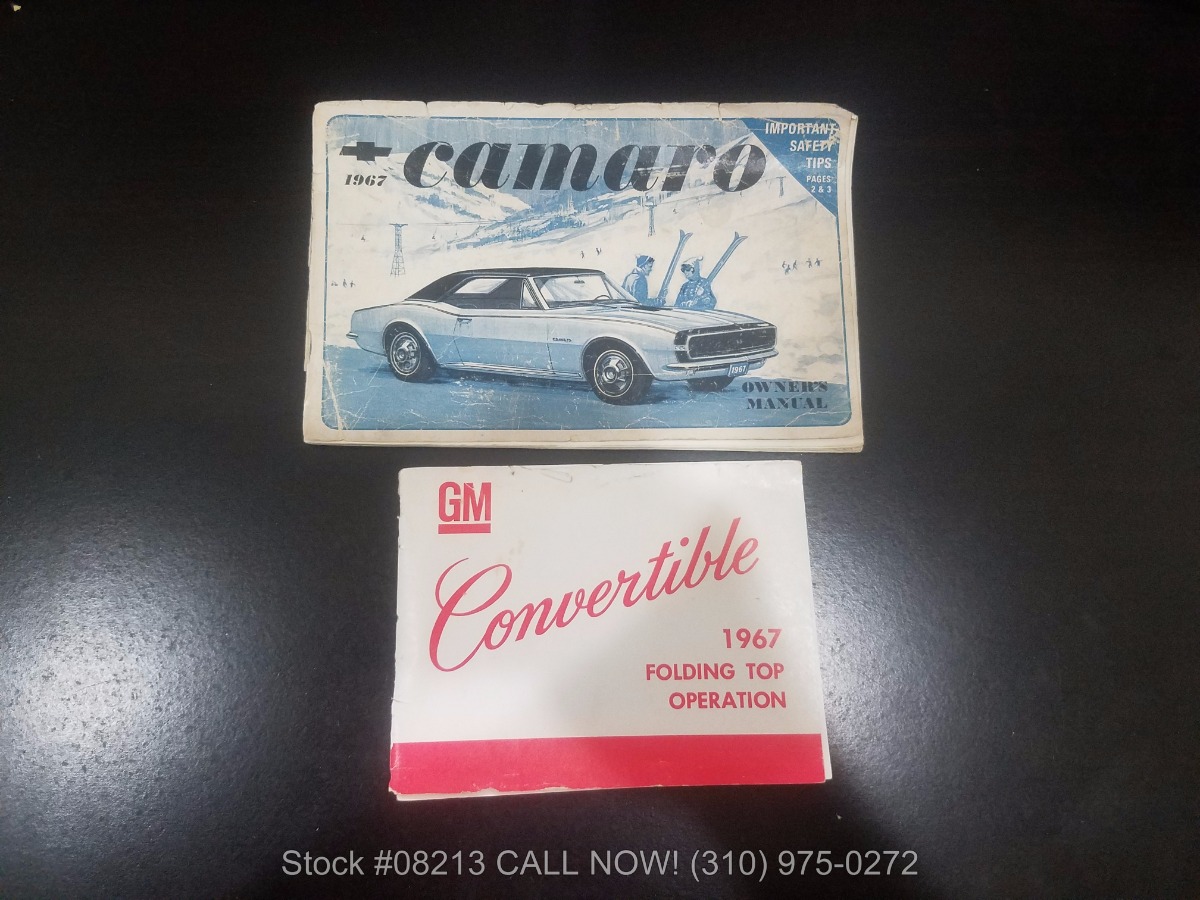 camaro
1967
IMPORTANT
SAFETY
TIPS
PAGES
2 & 3
1967
OWNER'S
MANUAL
GM
Convertible
1967
FOLDING TOP
OPERATION
Stock #08213 CALL NOW! (310) 975-0272